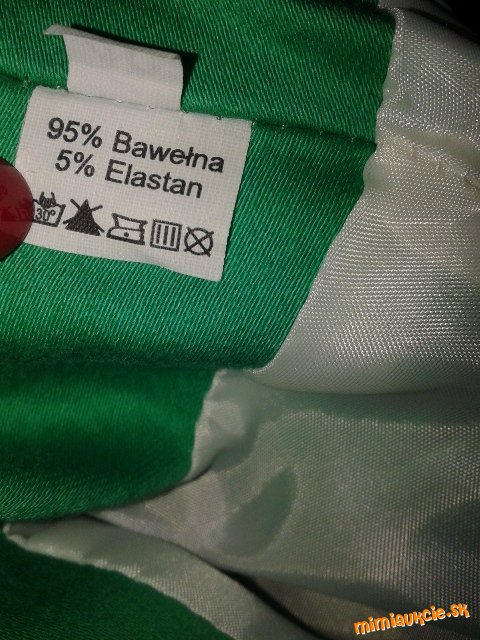 95% Bawełna
5% Elastan
30°
mimiaukcie.sk